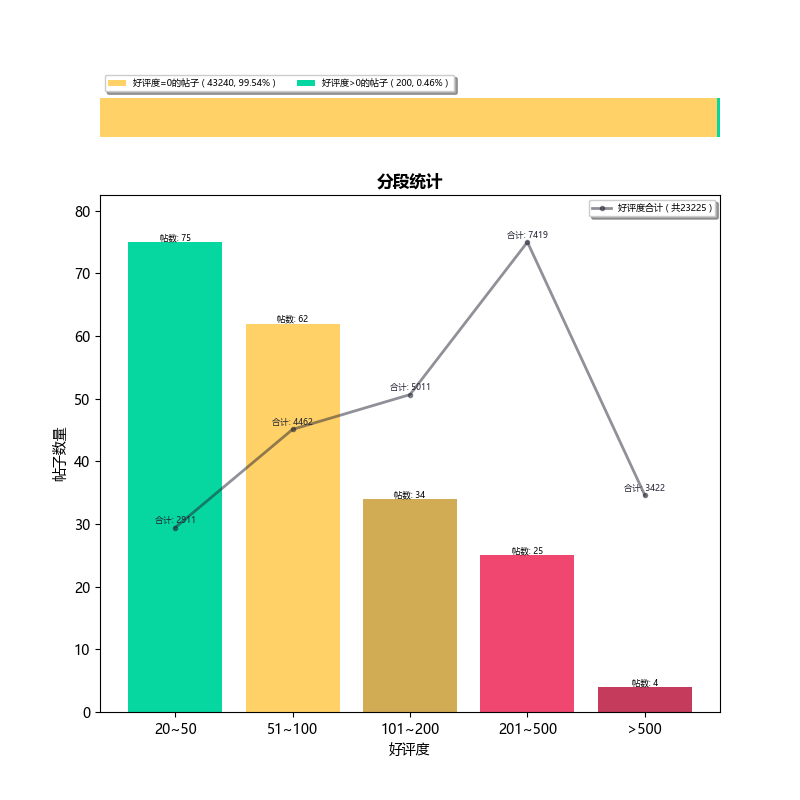 好评度=0的帖子 ( 43240, 99.54% )
好评度>0的帖子 ( 200, 0.46% )
分段统计
好评度合计 ( 共23225 )
80
70
60
50
40
30
20
10
0
帖子数量
帖数: 75
帖数: 62
帖数: 34
帖数: 25
帖数: 4
合计: 2911
合计: 4462
合计: 5011
合计: 7419
合计: 3422
20~50
51~100
101~200
201~500
>500
好评度